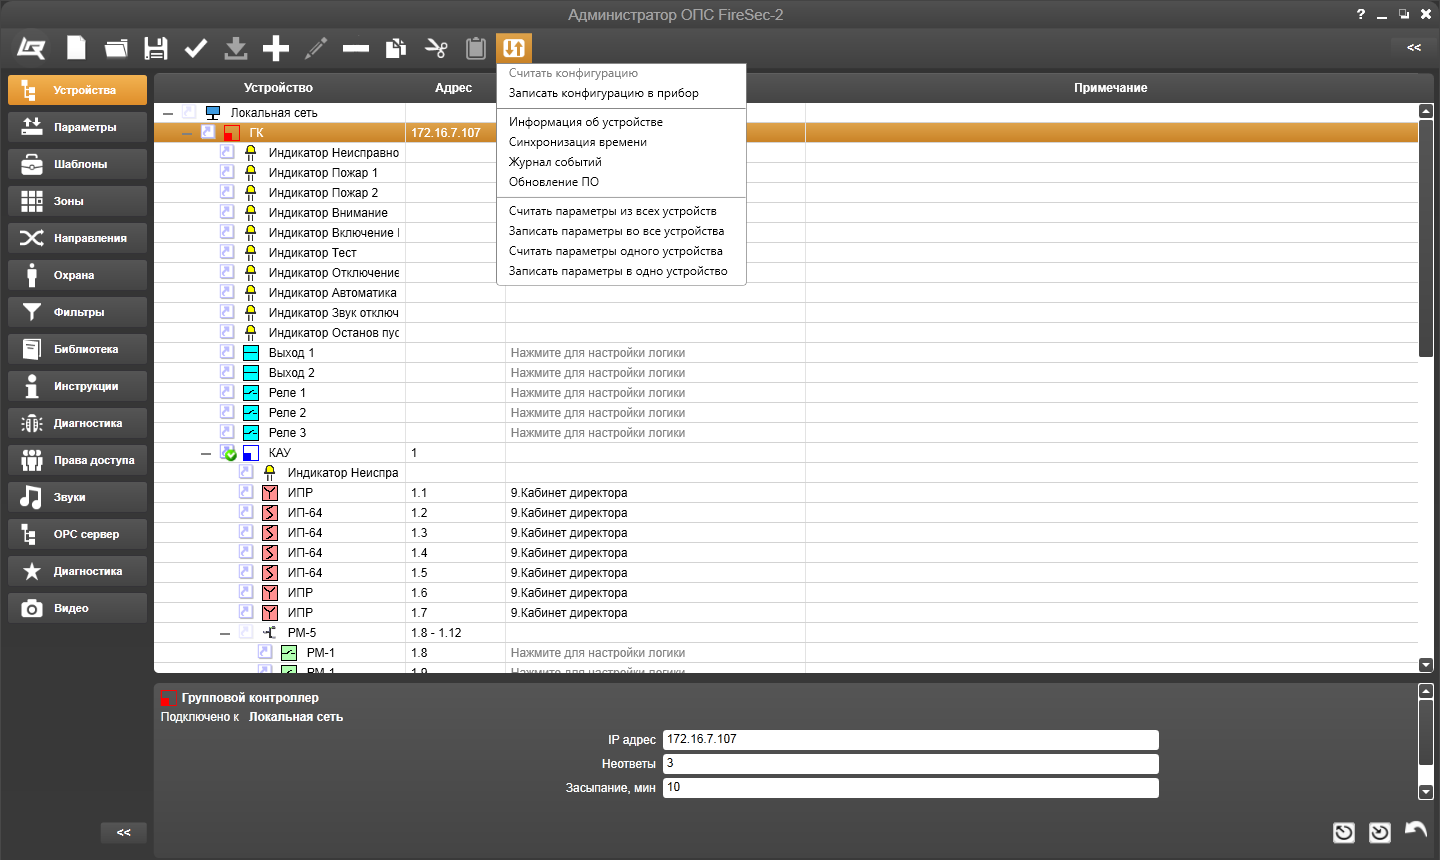 Администратор ОПС FireSec-2
?
<<
Устройства
Параметры
Шаблоны
Зоны
Направления
Охрана
Фильтры
Библиотека
Инструкции
Диагностика
Права доступа
Звуки
ОРС сервер
Диагностика
Видео
<<
Устройство Адрес Примечание
Считать конфигурацию
Записать конфигурацию в прибор
Информация об устройстве
Синхронизация времени
Журнал событий
Обновление ПО
Считать параметры из всех устройств
Записать параметры во все устройства
Считать параметры одного устройства
Записать параметры в одно устройство
Локальная сеть
ГК 172.16.7.107
Индикатор Неисправно
Индикатор Пожар 1
Индикатор Пожар 2
Индикатор Внимание
Индикатор Включение
Индикатор Тест
Индикатор Отключение
Индикатор Автоматика
Индикатор Звук отключ
Индикатор Останов пус
Выход 1 Нажмите для настройки логики
Выход 2 Нажмите для настройки логики
Реле 1 Нажмите для настройки логики
Реле 2 Нажмите для настройки логики
Реле 3 Нажмите для настройки логики
КАУ 1
Индикатор Неиспра
ИПР 1.1 9.Кабинет директора
ИП-64 1.2 9.Кабинет директора
ИП-64 1.3 9.Кабинет директора
ИП-64 1.4 9.Кабинет директора
ИП-64 1.5 9.Кабинет директора
ИПР 1.6 9.Кабинет директора
ИПР 1.7 9.Кабинет директора
РМ-5 1.8 - 1.12
РМ-1 1.8 Нажмите для настройки логики
РМ-1 1.9 Нажмите для настройки логики
Групповой контроллер
Подключено к Локальная сеть
IP адрес 172.16.7.107
Неответы 3
Засыпание, мин 10